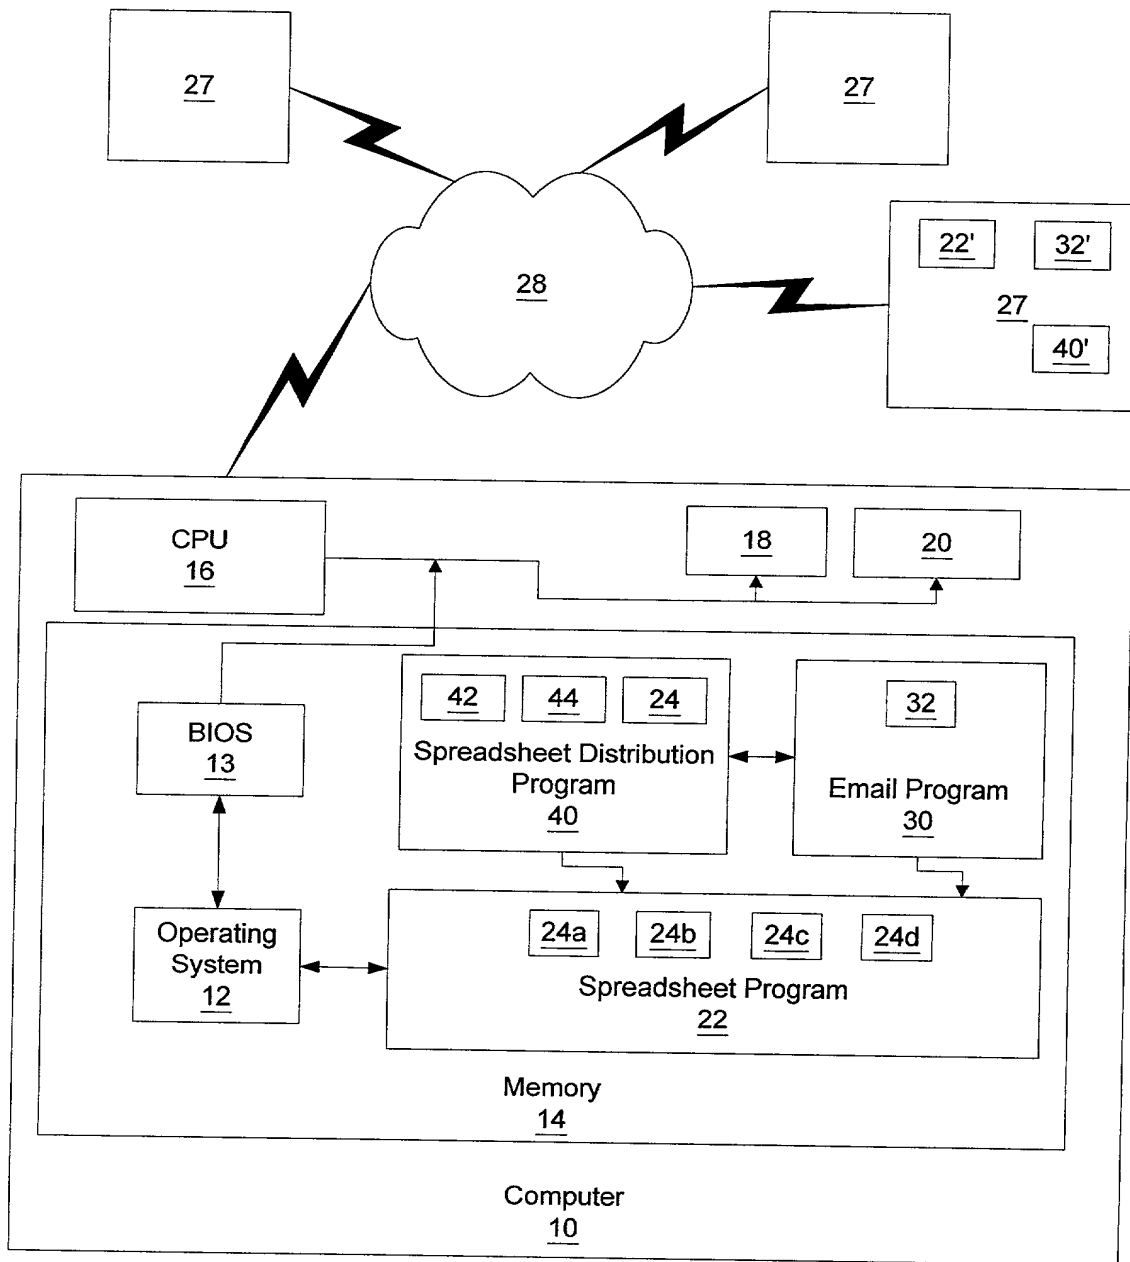 27
27
22'
32'
28
27
40'
CPU
16
18
20
42
44
24
32
BIOS
13
Spreadsheet Distribution
Program
40
Email Program
30
Operating
System
12
24a
24b
24c
24d
Spreadsheet Program
22
Memory
14
Computer
10